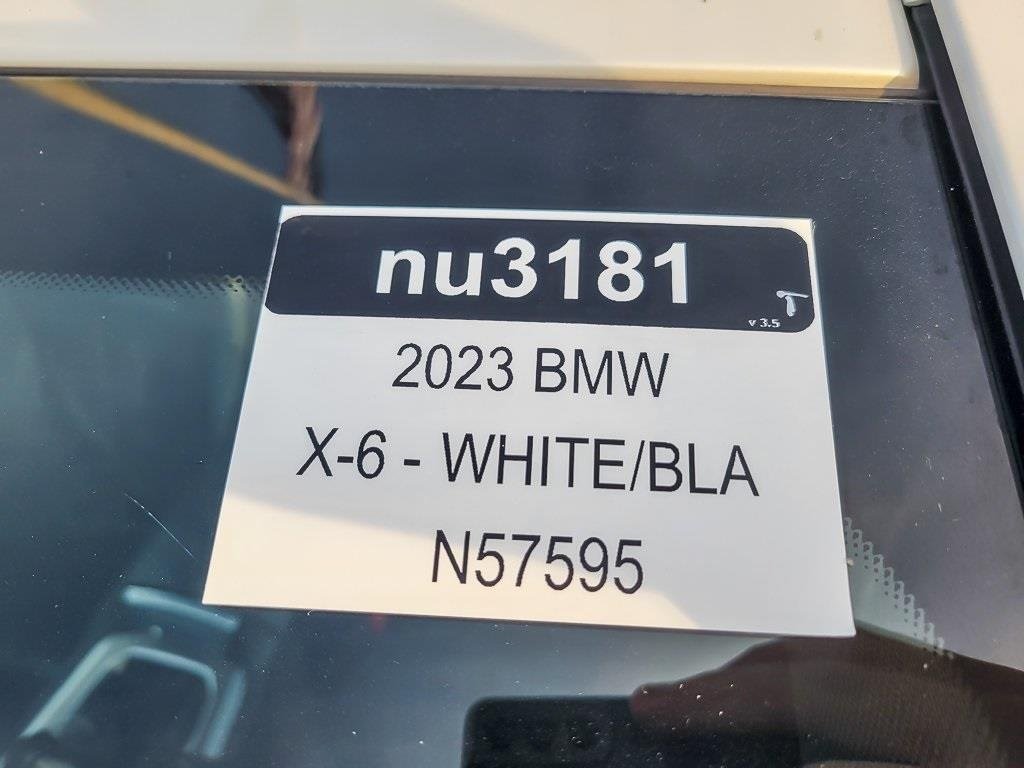 nu3181
v 3.5
2023 BMW
X-6 - WHITE/BLA
N57595